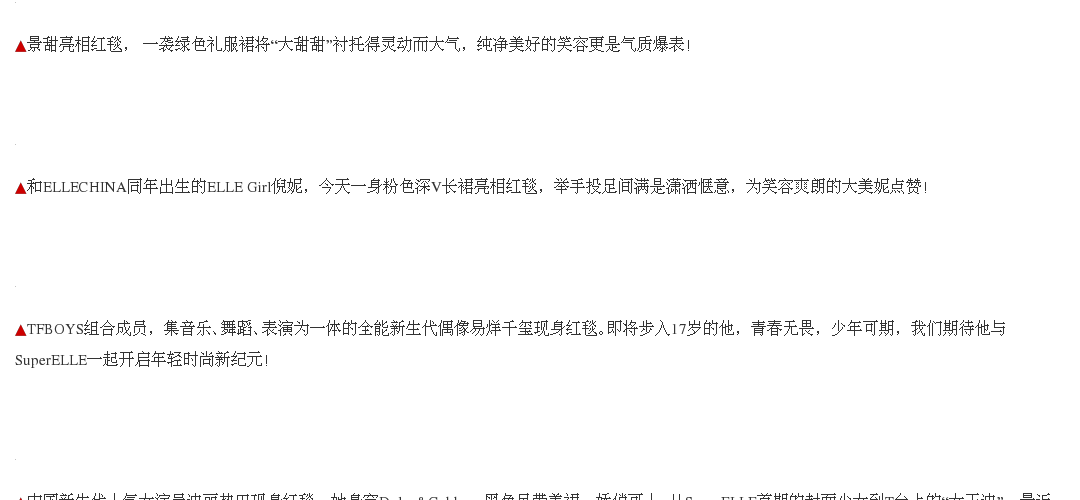 ▲景甜亮相红毯， 一袭绿色礼服裙将“大甜甜”衬托得灵动而大气，纯净美好的笑容更是气质爆表！
▲和ELLECHINA同年出生的ELLE Girl倪妮，今天一身粉色深V长裙亮相红毯，举手投足间满是潇洒惬意，为笑容爽朗的大美妮点赞！
▲TFBOYS组合成员，集音乐、舞蹈、表演为一体的全能新生代偶像易烊千玺现身红毯。即将步入17岁的他，青春无畏，少年可期，我们期待他与
SuperELLE一起开启年轻时尚新纪元！